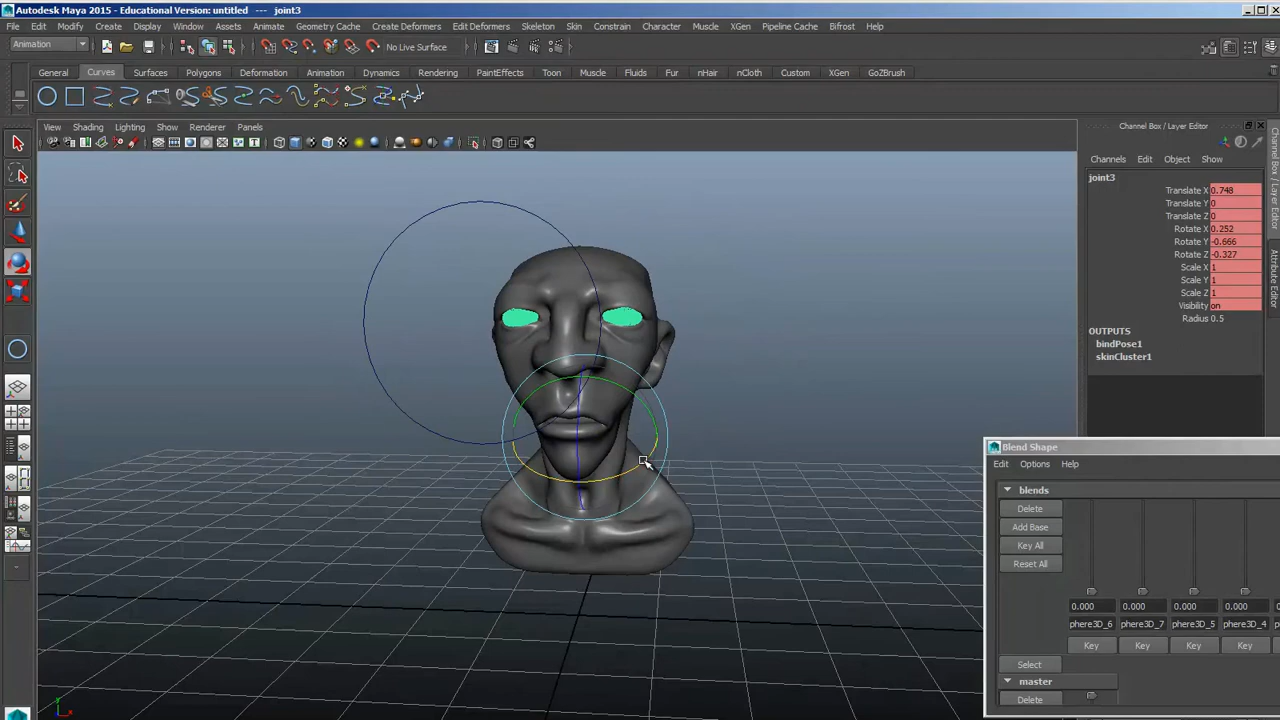 Autodesk Maya 2015 - Educational Version: untitled --- joint3
File Edit Modify Create Display Window Assets Animate Geometry Cache Create Deformers Edit Deformers Skeleton Skin Constrain Character Muscle XGen Pipeline Cache Bifrost Help
Animation
No Live Surface
General Curves Surfaces Polygons Deformation Animation Dynamics Rendering PaintEffects Toon Muscle Fluids Fur nHair nCloth Custom XGen GoZBrush
View Shading Lighting Show Renderer Panels
Channel Box / Layer Editor
Channels Edit Object Show
joint3
Translate X 0.748
Translate Y 0
Translate Z 0
Rotate X 0.252
Rotate Y -0.666
Rotate Z -0.327
Scale X 1
Scale Y 1
Scale Z 1
Visibility on
Radius 0.5
OUTPUTS
bindPose1
skinCluster1
Channel Box / Layer Editor
Attribute Editor
Blend Shape
Edit Options Help
blends
Delete
Add Base
Key All
Reset All
0.000 0.000 0.000 0.000
phere3D_6 phere3D_7 phere3D_5 phere3D_4
Key Key Key Key
Select
master
Delete